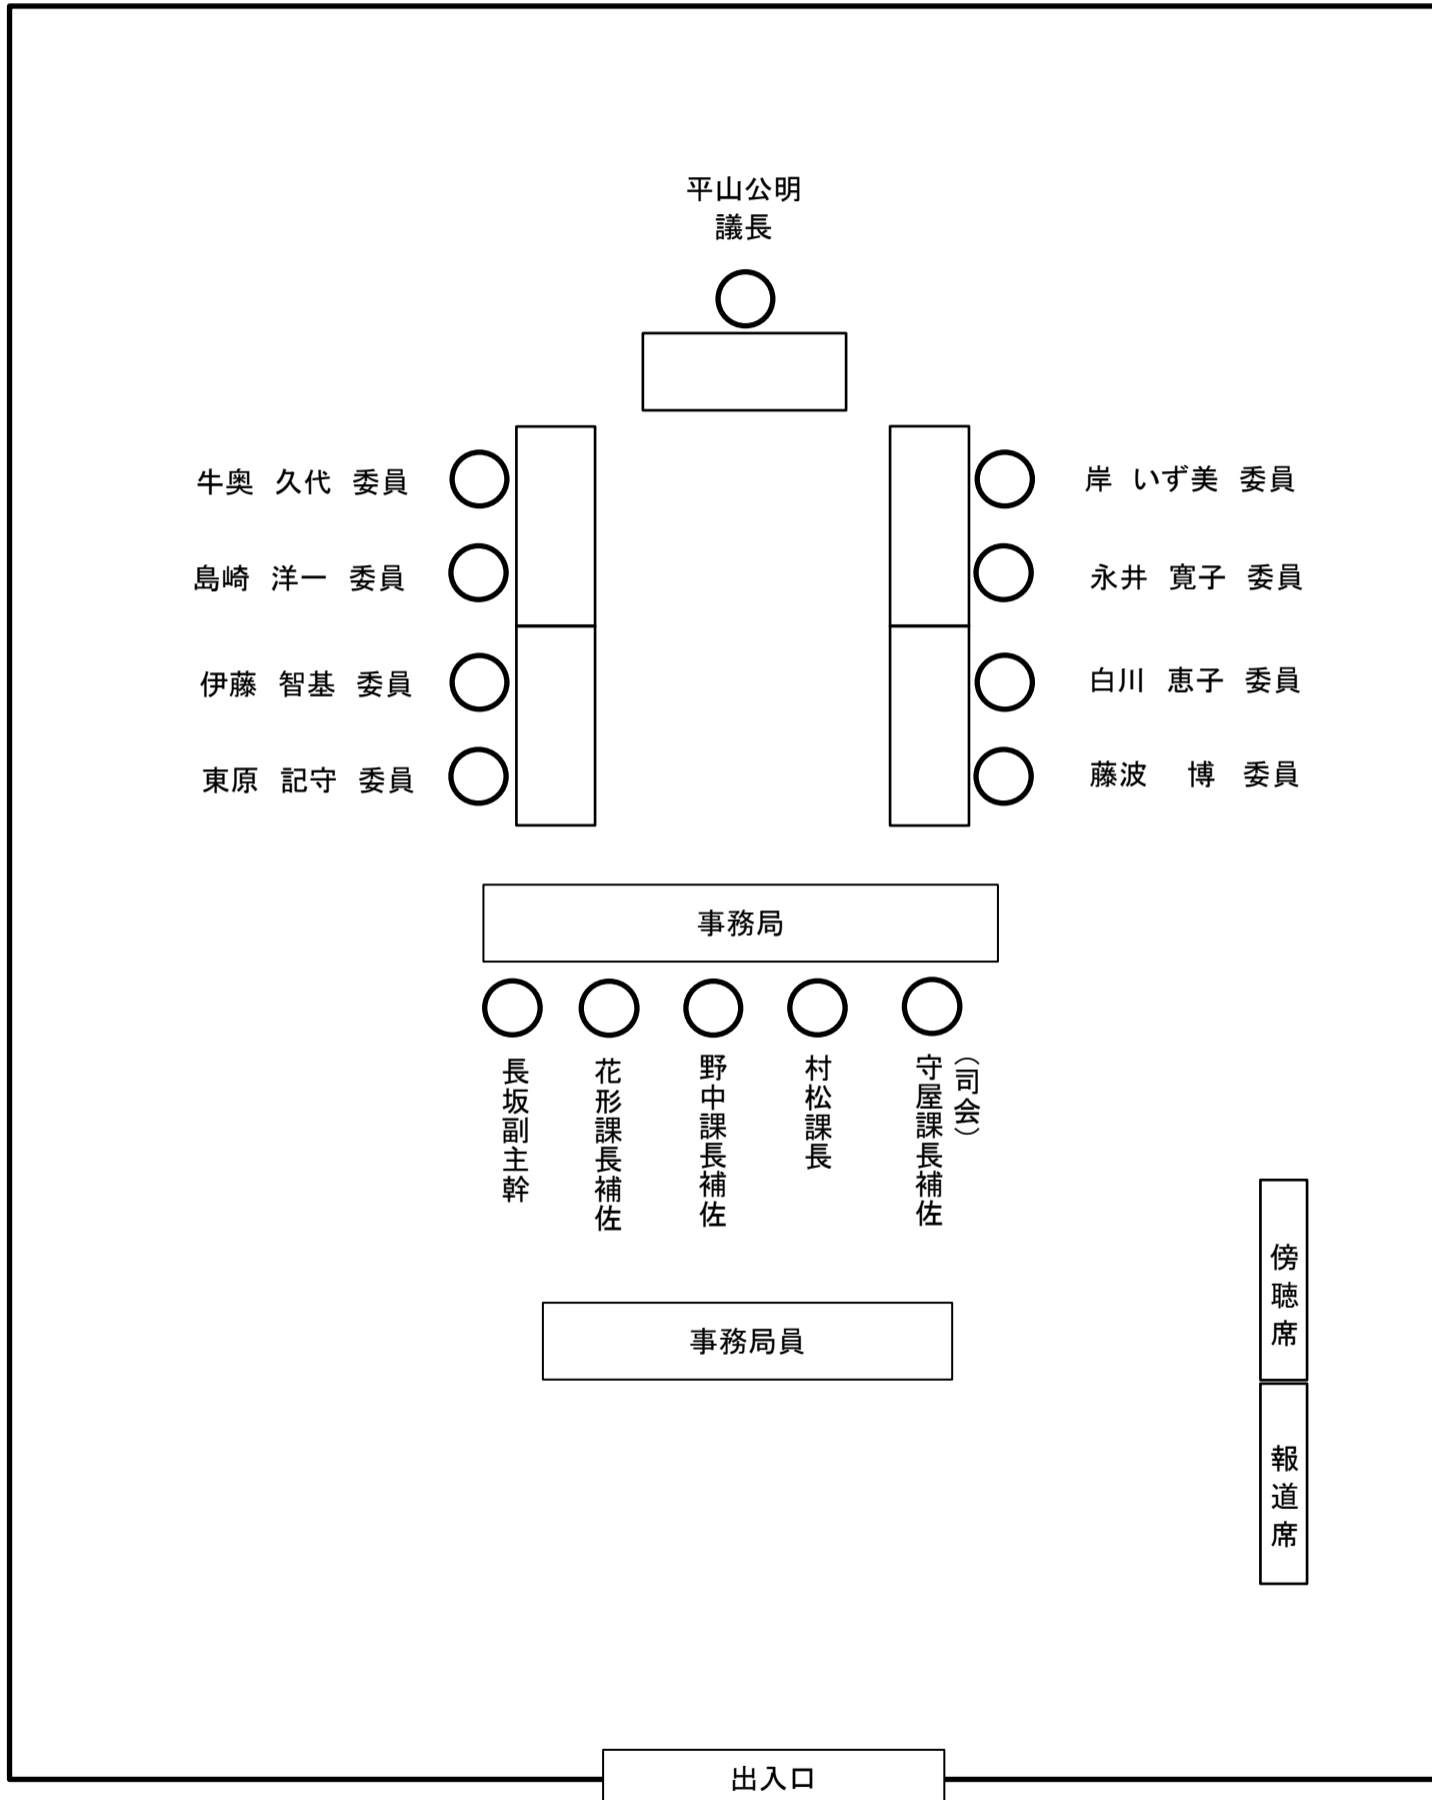 平山公明
議長
牛奥 久代 委員
岸 いず美 委員
島崎 洋一 委員
永井 寛子 委員
伊藤 智基 委員
白川 恵子 委員
東原 記守 委員
藤波 博 委員
事務局
長坂副主幹
花形課長補佐
野中課長補佐
村松課長
守屋課長補佐
（司会）
事務局員
傍聴席
報道席
出入口